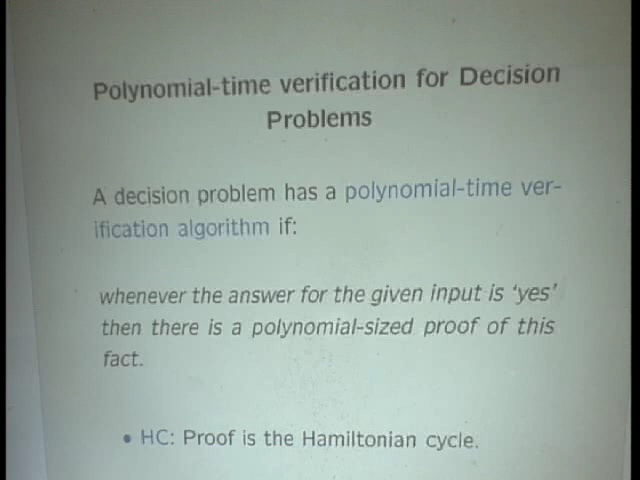 Polynomial-time verification for Decision
Problems
A decision problem has a polynomial-time ver-
ification algorithm if:
whenever the answer for the given input is ‘yes’
then there is a polynomial-sized proof of this
fact.
• HC: Proof is the Hamiltonian cycle.